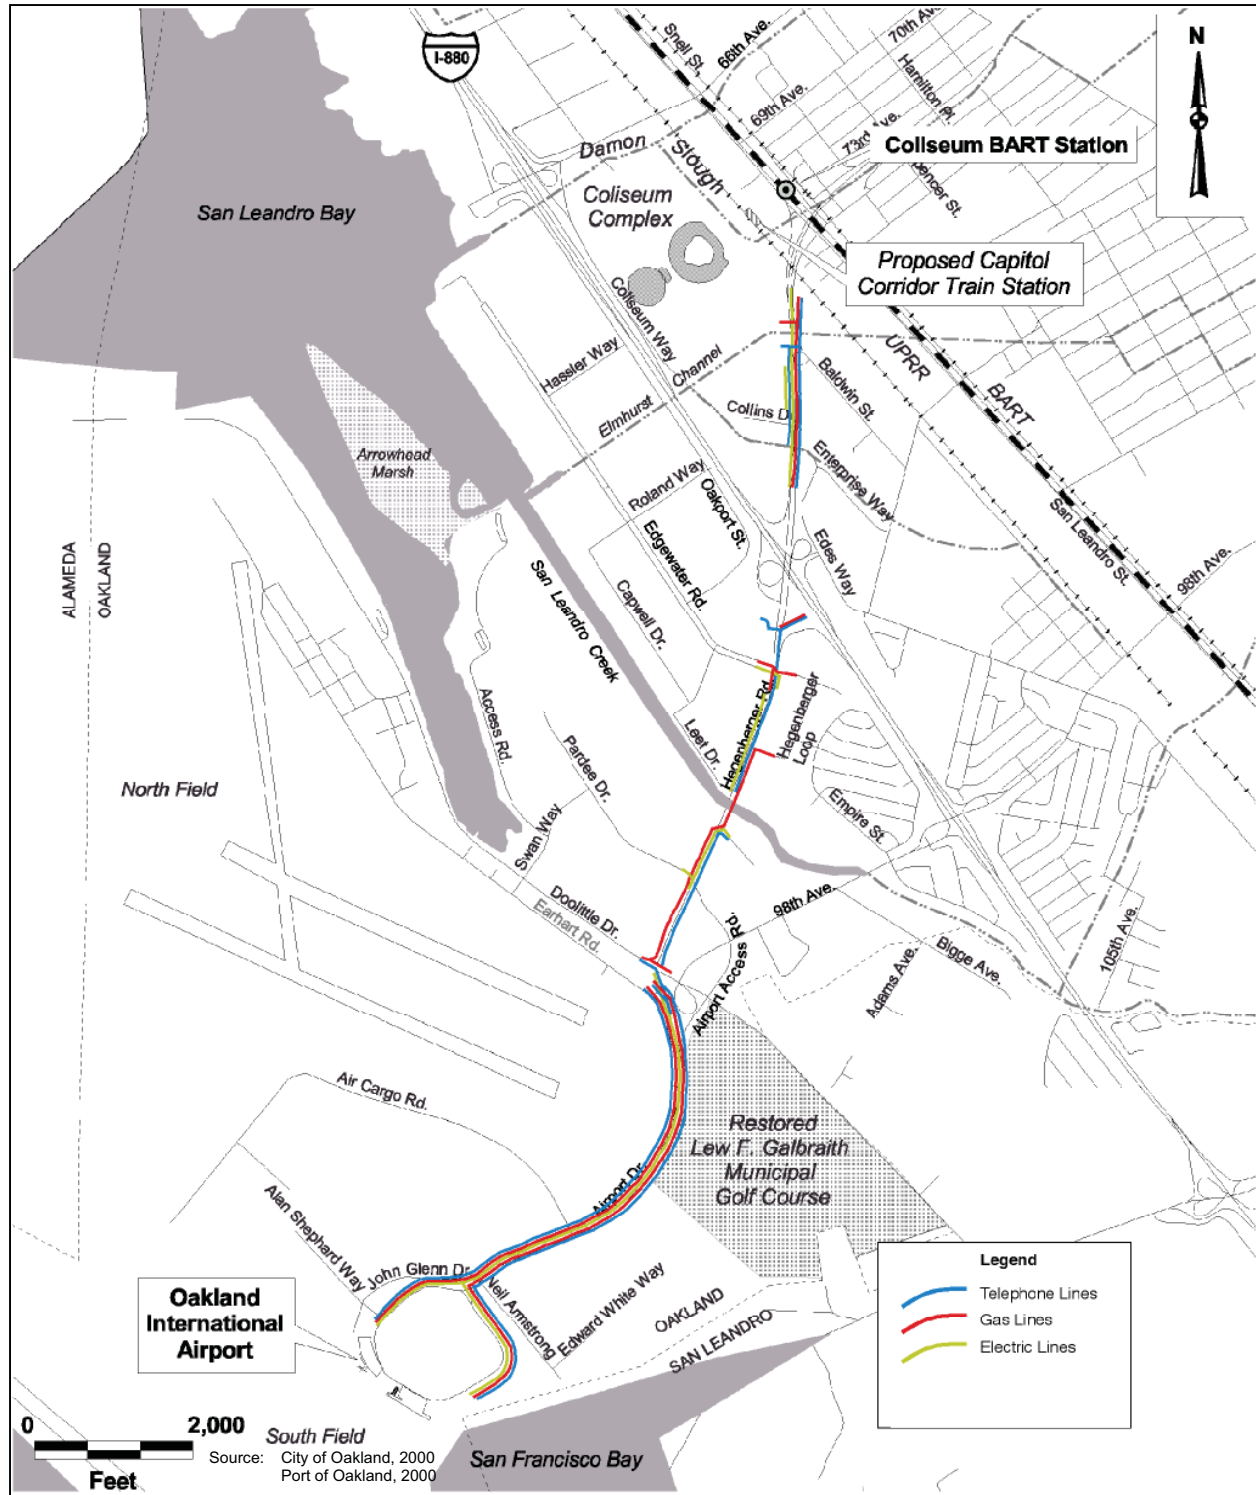 I-880
N
Snell St.
66th Ave.
70th Ave.
69th Ave.
Hamilton Pl.
73rd Ave.
Coliseum BART Station
Damon
Slough
Coliseum
Complex
San Leandro Bay
Proposed Capitol
Corridor Train Station
Coliseum Way
Hassler Way
Channel
Elmhurst
UPRR
BART
Baldwin St.
Collins D
Arrowhead
Marsh
Roland Way
Oakport St.
Enterprise Way
Edgewater Rd.
San Leandro St.
98th Ave.
Edes Way
ALAMEDA
OAKLAND
San Leandro Creek
Capwell Dr.
Access Rd.
Leet Dr.
Hegenberger Rd.
Hegenberger
Loop
Pardee Dr.
North Field
Swan Way
Empire St.
Doolittle Dr.
Earhart Rd.
98th Ave.
Airport Access Rd.
Adams Ave.
Bigge Ave.
105th Ave.
Air Cargo Rd.
Restored
Lew F. Galbraith
Municipal
Golf Course
Airport Dr.
Alan Shephard Way
John Glenn Dr.
Neil Armstrong
Edward White Way
OAKLAND
SAN LEANDRO
Oakland
International
Airport
Legend
Telephone Lines
Gas Lines
Electric Lines
0 2,000
Feet
South Field
Source: City of Oakland, 2000
Port of Oakland, 2000
San Francisco Bay